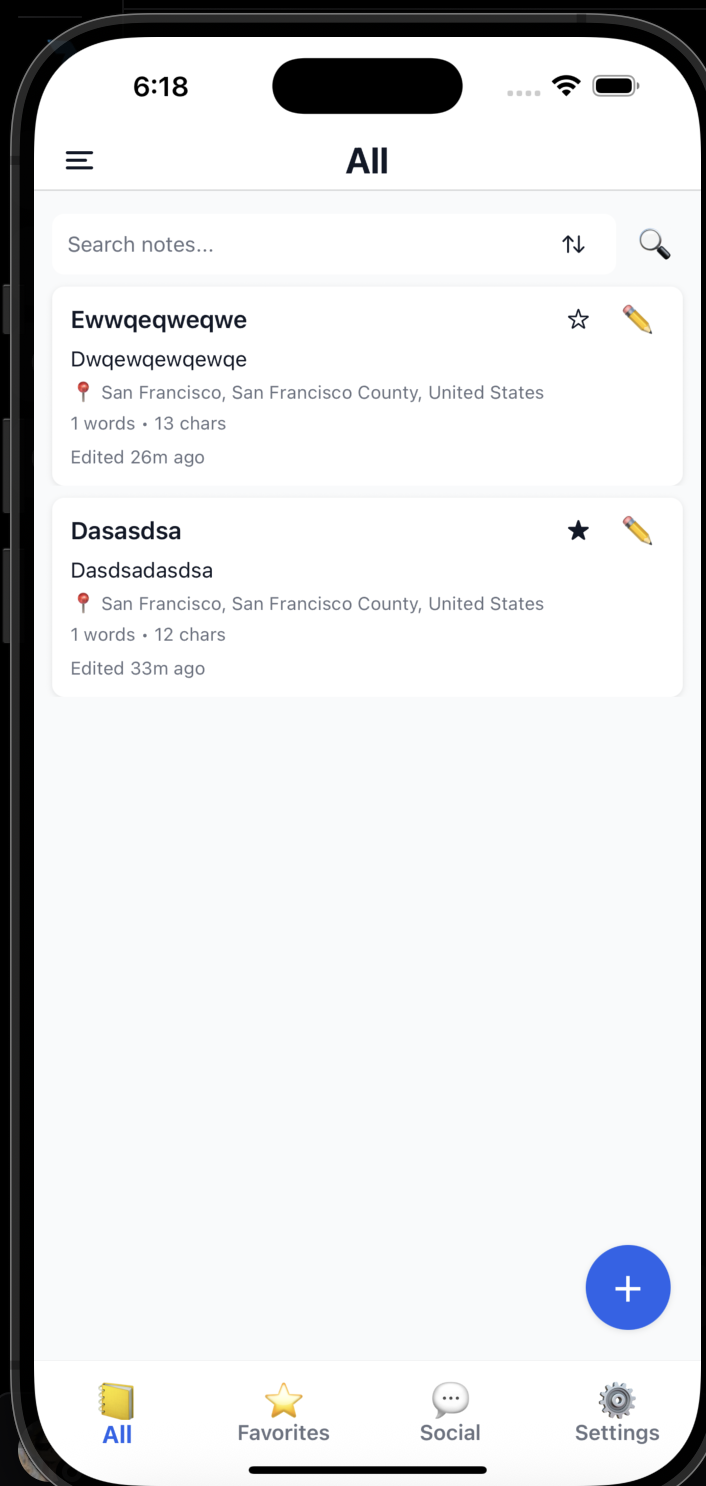 6:18
All
Search notes...
Ewwqeqweqwe
Dwqewqewqewqe
San Francisco, San Francisco County, United States
1 words • 13 chars
Edited 26m ago
Dasasdsa
Dasdsadasdsa
San Francisco, San Francisco County, United States
1 words • 12 chars
Edited 33m ago
+
All
Favorites
Social
Settings